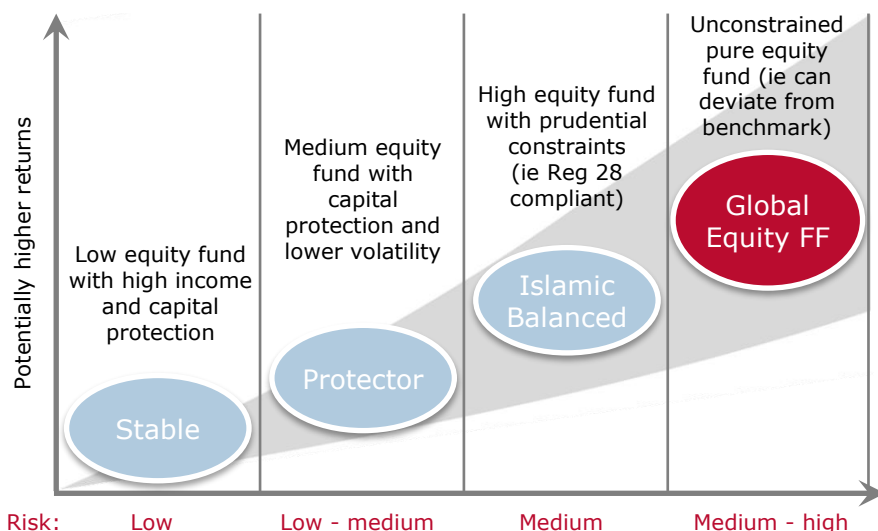 Unconstrained
pure equity
fund (ie can
deviate from
benchmark)
High equity fund
with prudential
constraints
(ie Reg 28
compliant)
Medium equity
fund with
capital
protection and
lower volatility
Low equity fund
with high income
and capital
protection
Potentially higher returns
Global
Equity FF
Islamic
Balanced
Protector
Stable
Risk: Low Low - medium Medium Medium - high